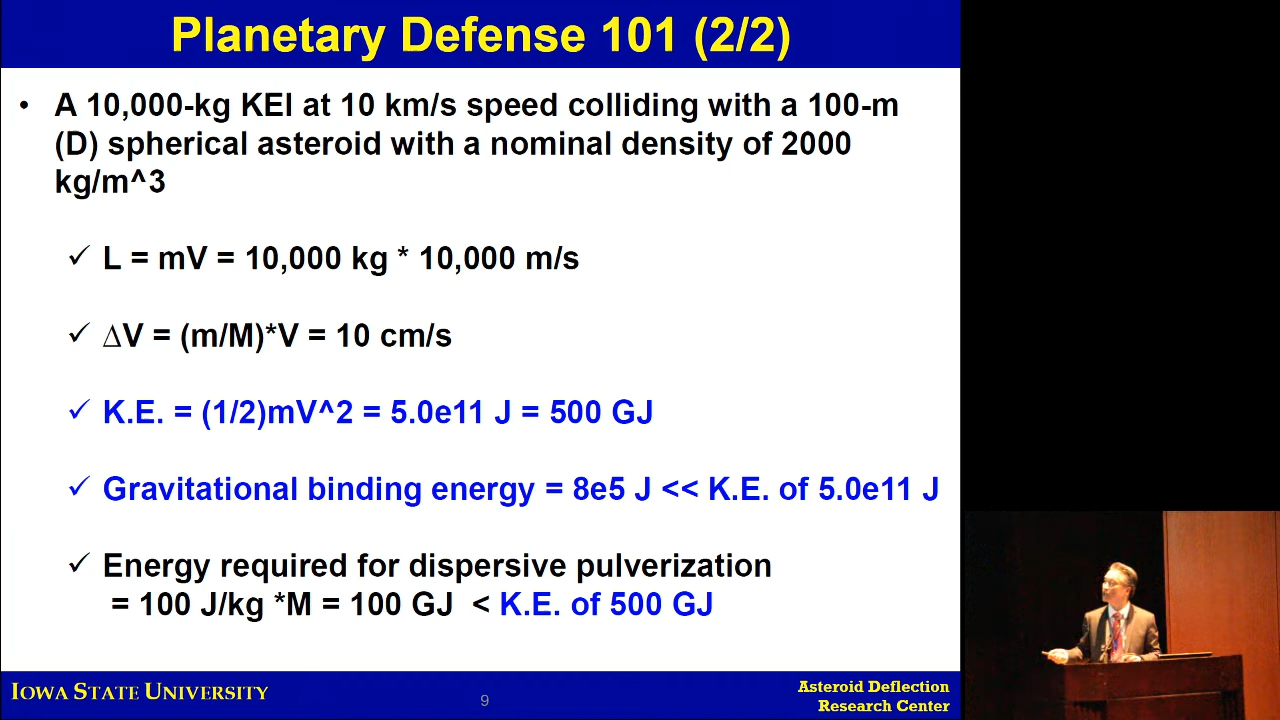 Planetary Defense 101 (2/2)
• A 10,000-kg KEI at 10 km/s speed colliding with a 100-m
(D) spherical asteroid with a nominal density of 2000
kg/m^3
✓ L = mV = 10,000 kg * 10,000 m/s
✓ ∆V = (m/M)*V = 10 cm/s
✓ K.E. = (1/2)mV^2 = 5.0e11 J = 500 GJ
✓ Gravitational binding energy = 8e5 J << K.E. of 5.0e11 J
✓ Energy required for dispersive pulverization
= 100 J/kg *M = 100 GJ < K.E. of 500 GJ
IOWA STATE UNIVERSITY
9
Asteroid Deflection
Research Center